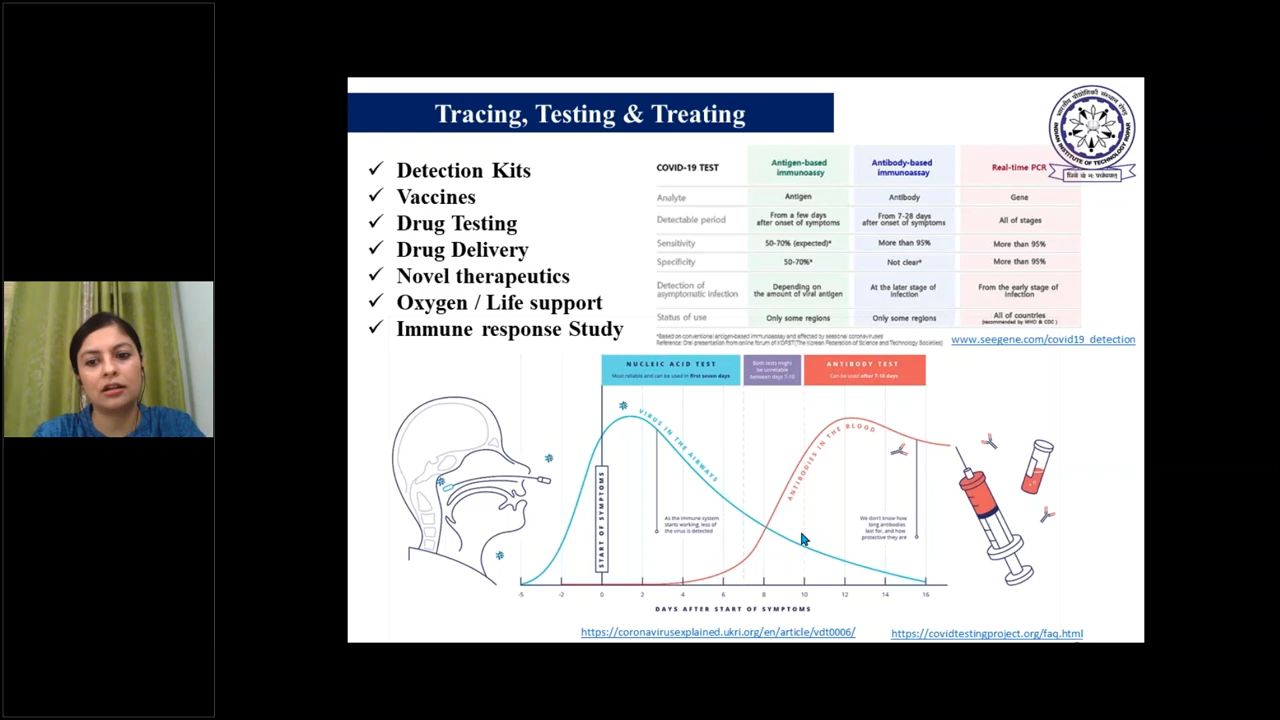 Tracing, Testing & Treating
भारतीय प्रौद्योगिकी संस्थान रोपड़
INDIAN INSTITUTE OF TECHNOLOGY ROPAR
धियो यो नः प्रचोदयात्
✓ Detection Kits
✓ Vaccines
✓ Drug Testing
✓ Drug Delivery
✓ Novel therapeutics
✓ Oxygen / Life support
✓ Immune response Study
COVID-19 TEST
Antigen-based
immunoassy
Antibody-based
immunoassay
Real-time PCR
Analyte Antigen Antibody Gene
Detectable period
From a few days
after onset of symptoms
From 7-28 days
after onset of symptoms
All of stages
Sensitivity 50-70% (expected)* More than 95% More than 95%
Specificity 50-70%* Not clear* More than 95%
Detection of
asymptomatic infection
Depending on
the amount of viral antigen
At the later stage of
infection
From the early stage of
infection
Status of use Only some regions Only some regions
All of countries
(recommended by WHO & CDC )
*Based on conventional antigen-based immunoassay and affected by seasonal coronaviruses
Reference: Oral presentation from online forum of KOFST(The Korean Federation of Science and Technology Societies)
www.seegene.com/covid19_detection
NUCLEIC ACID TEST
Most reliable and can be used in first seven days
Both tests might
be unreliable
between days 7-10
ANTIBODY TEST
Can be used after 7-10 days
VIRUS IN THE AIRWAYS
ANTIBODIES IN THE BLOOD
START OF SYMPTOMS
As the immune system
starts working, less of
the virus is detected
We don't know how
long antibodies
last for, and how
protective they are
-5 -2 0 2 4 6 8 10 12 14 16
DAYS AFTER START OF SYMPTOMS
https://coronavirusexplained.ukri.org/en/article/vdt0006/
https://covidtestingproject.org/faq.html